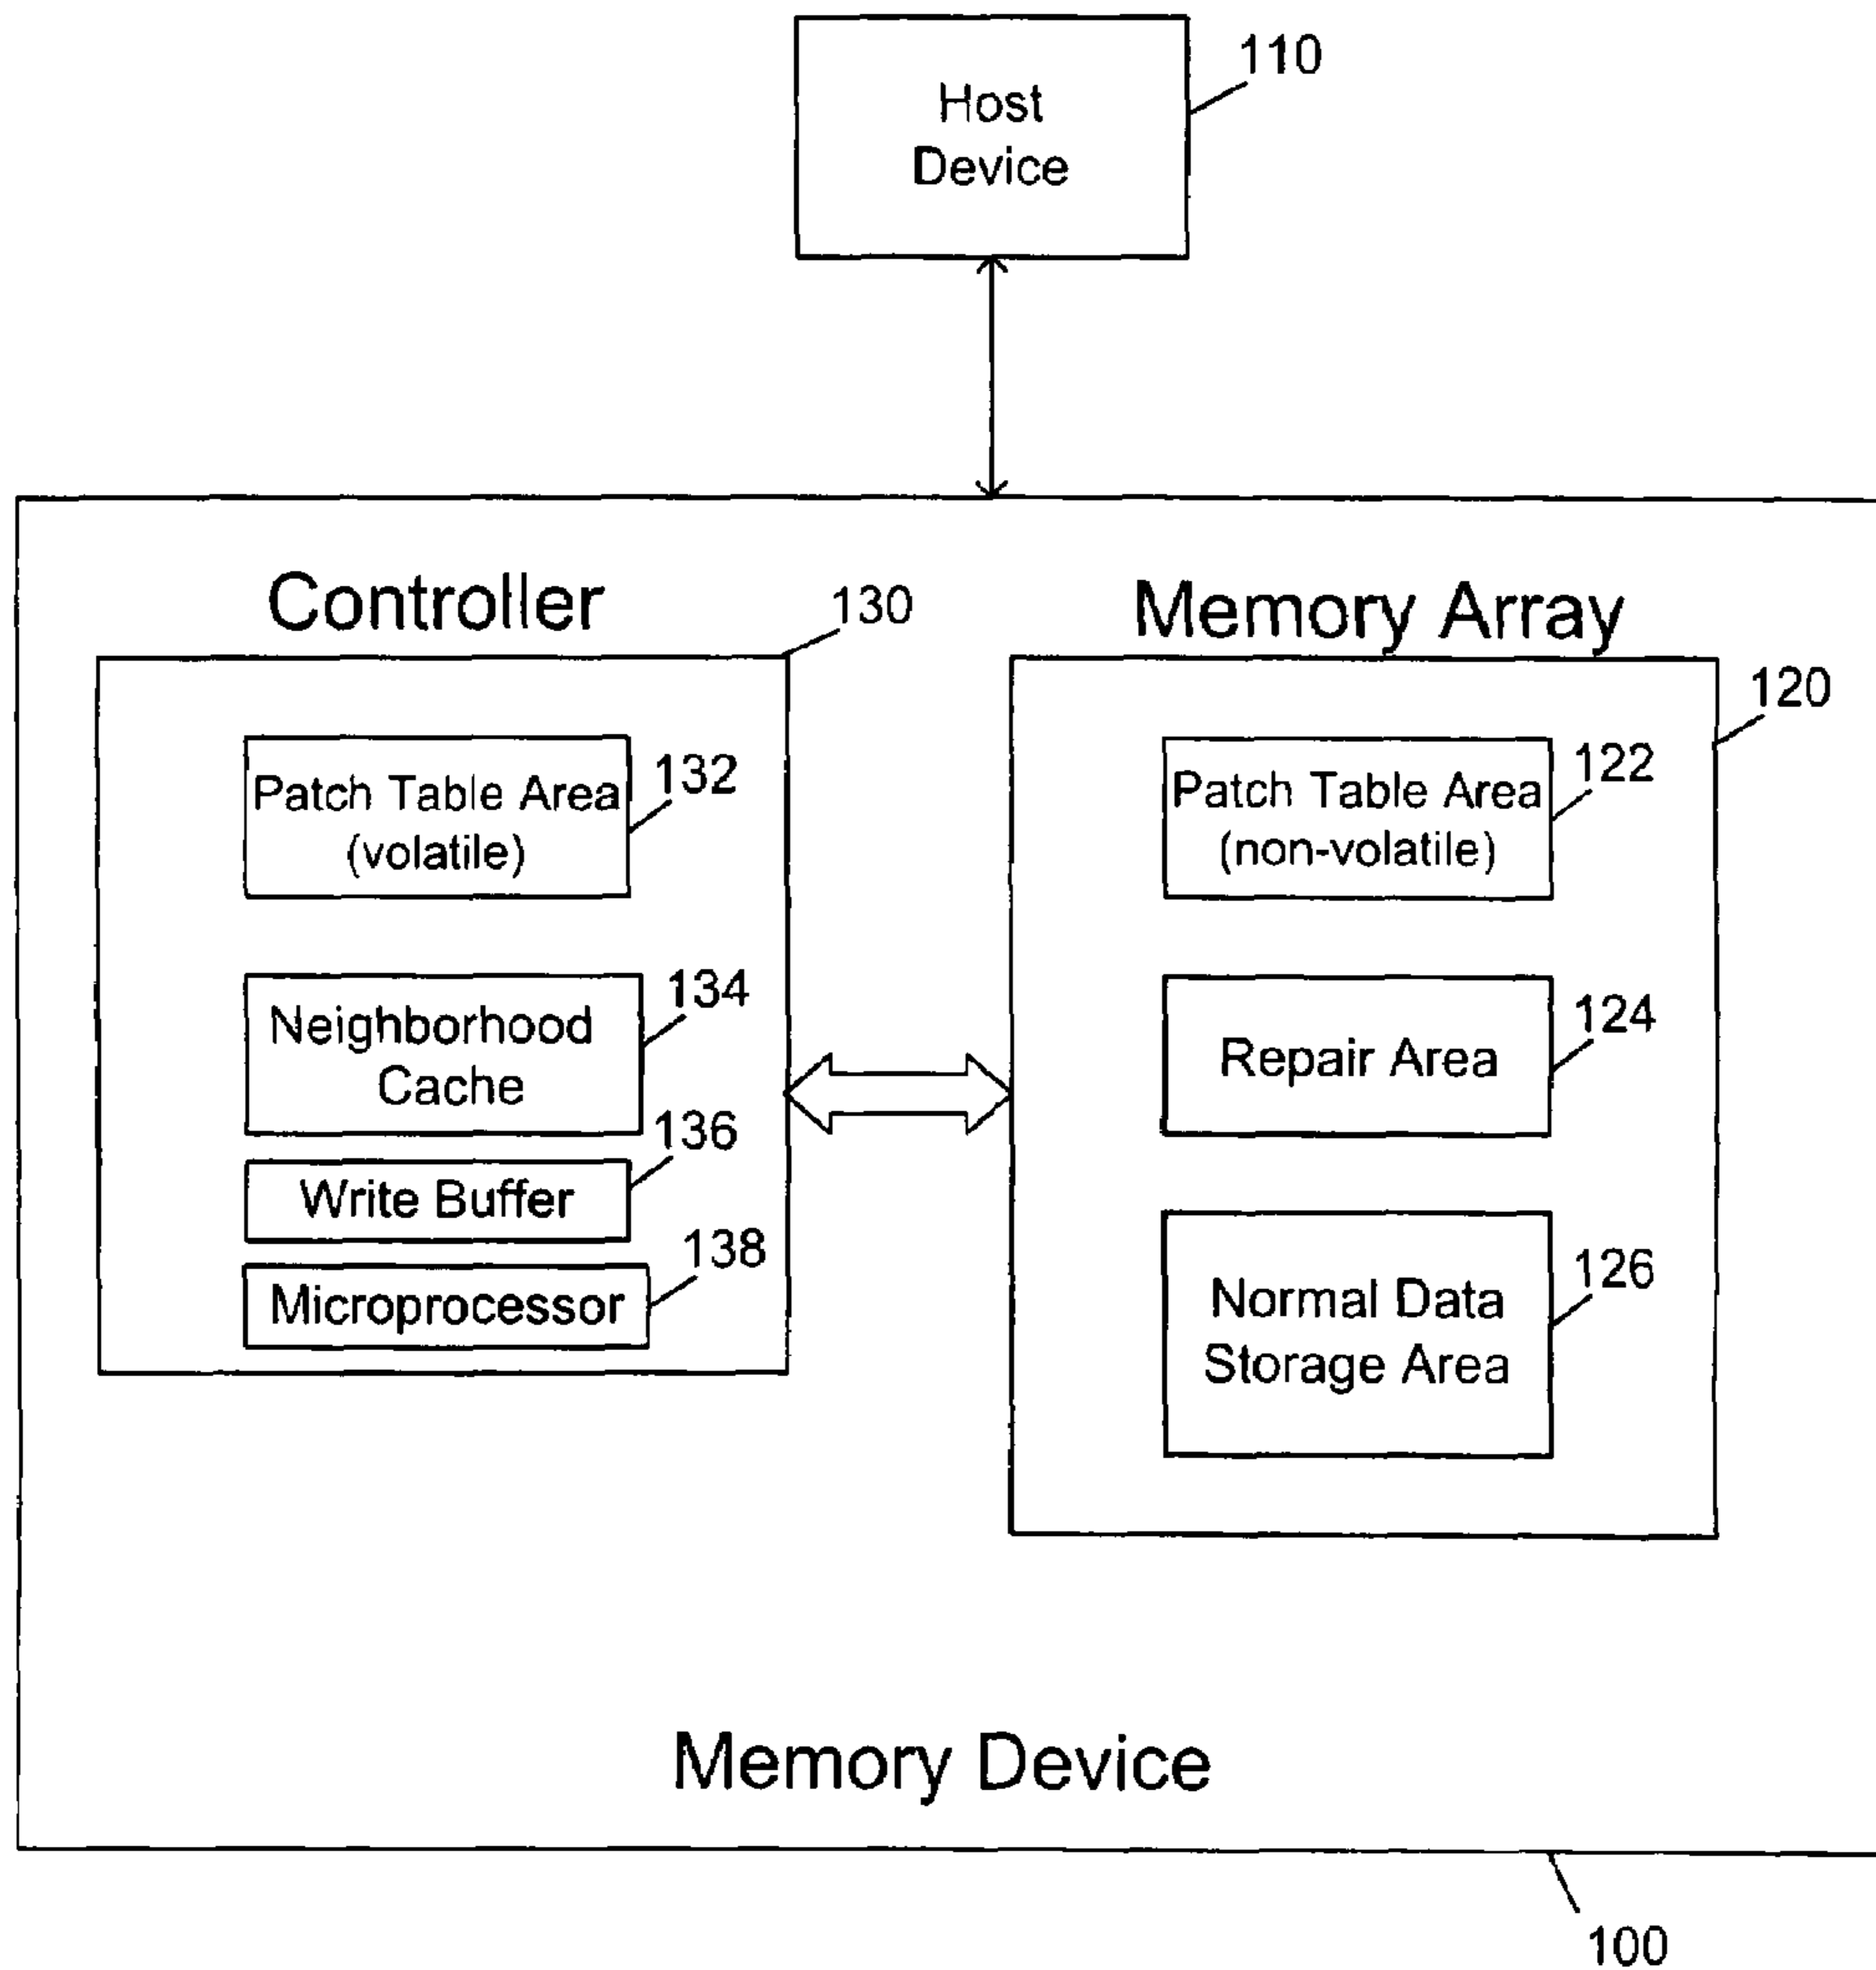 110
Host
Device
Controller
130
Memory Array
120
Patch Table Area
(volatile)
132
Patch Table Area
(non-volatile)
122
Neighborhood
Cache
134
Repair Area
124
Write Buffer
136
Microprocessor
138
Normal Data
Storage Area
126
Memory Device
100